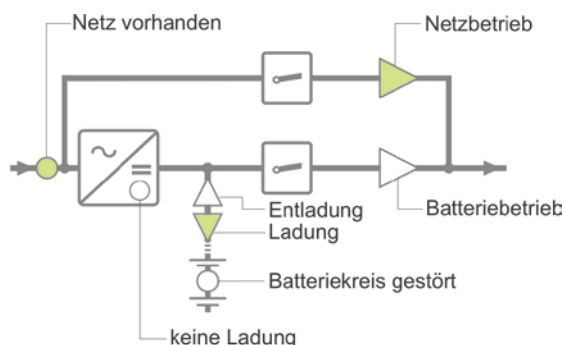 Netz vorhanden
Netzbetrieb
Entladung
Ladung
Batteriebetrieb
Batteriekreis gestört
keine Ladung